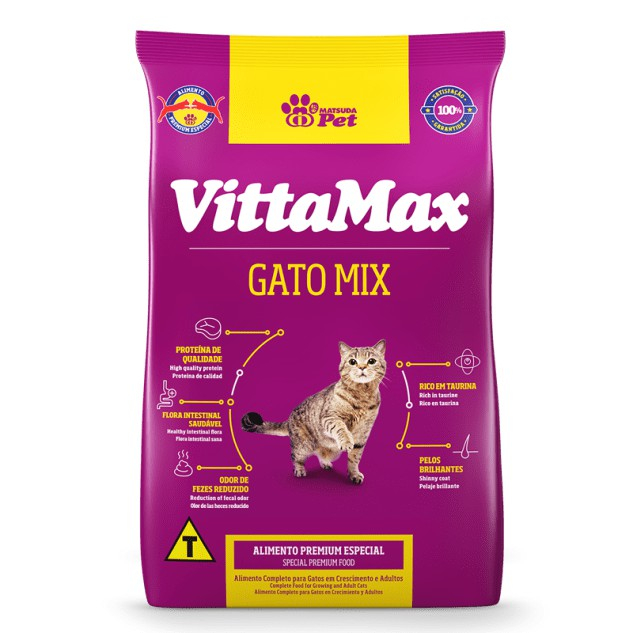 ALIMENTO
PREMIUM ESPECIAL
MATSUDA
Pet
SATISFAÇÃO
100%
GARANTIDA
VittaMax
GATO MIX
PROTEÍNA DE
QUALIDADE
High quality protein
Proteína de calidad
FLORA INTESTINAL
SAUDÁVEL
Healthy intestinal flora
Flora intestinal sana
ODOR DE
FEZES REDUZIDO
Reduction of fecal odor
Olor de las heces reducido
RICO EM TAURINA
Rich in taurine
Rico en taurina
PELOS
BRILHANTES
Shinny coat
Pelaje brillante
T
ALIMENTO PREMIUM ESPECIAL
SPECIAL PREMIUM FOOD
Alimento Completo para Gatos em Crescimento e Adultos
Complete Food for Growing and Adult Cats
Alimento Completo para Gatos en Crecimiento y Adultos